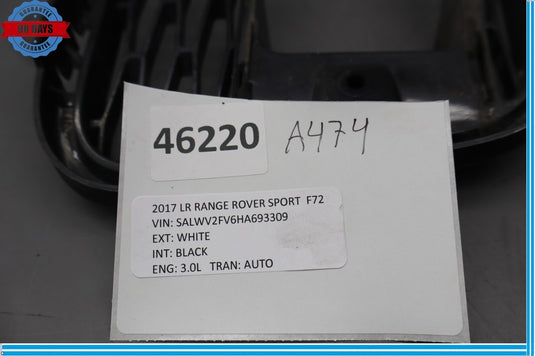 GUARANTEE
90 DAYS
GUARANTEE
46220 A474
2017 LR RANGE ROVER SPORT F72
VIN: SALWV2FV6HA693309
EXT: WHITE
INT: BLACK
ENG: 3.0L TRAN: AUTO